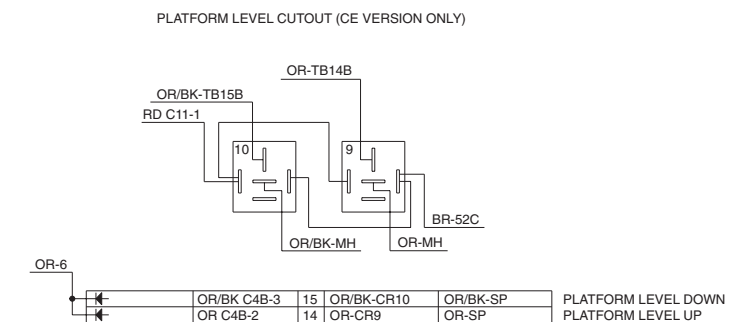 PLATFORM LEVEL CUTOUT (CE VERSION ONLY)
OR-TB14B
OR/BK-TB15B
RD C11-1
10
9
BR-52C
OR/BK-MH
OR-MH
OR-6
OR/BK C4B-3 15 OR/BK-CR10 OR/BK-SP PLATFORM LEVEL DOWN
OR C4B-2 14 OR-CR9 OR-SP PLATFORM LEVEL UP